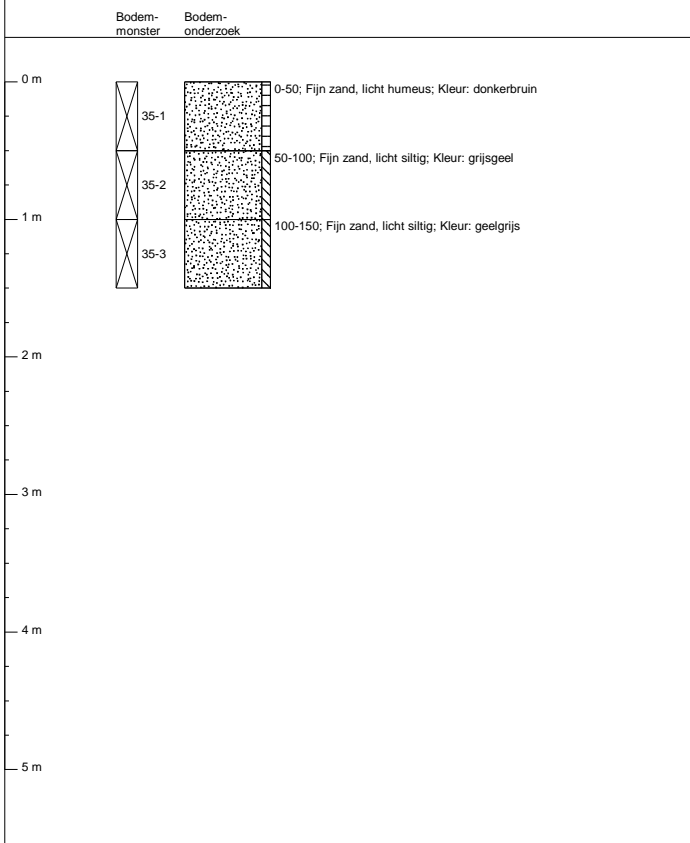 Bodem- Bodem-
monster onderzoek
0 m
0-50; Fijn zand, licht humeus; Kleur: donkerbruin
35-1
50-100; Fijn zand, licht siltig; Kleur: grijsgeel
35-2
1 m
100-150; Fijn zand, licht siltig; Kleur: geelgrijs
35-3
2 m
3 m
4 m
5 m